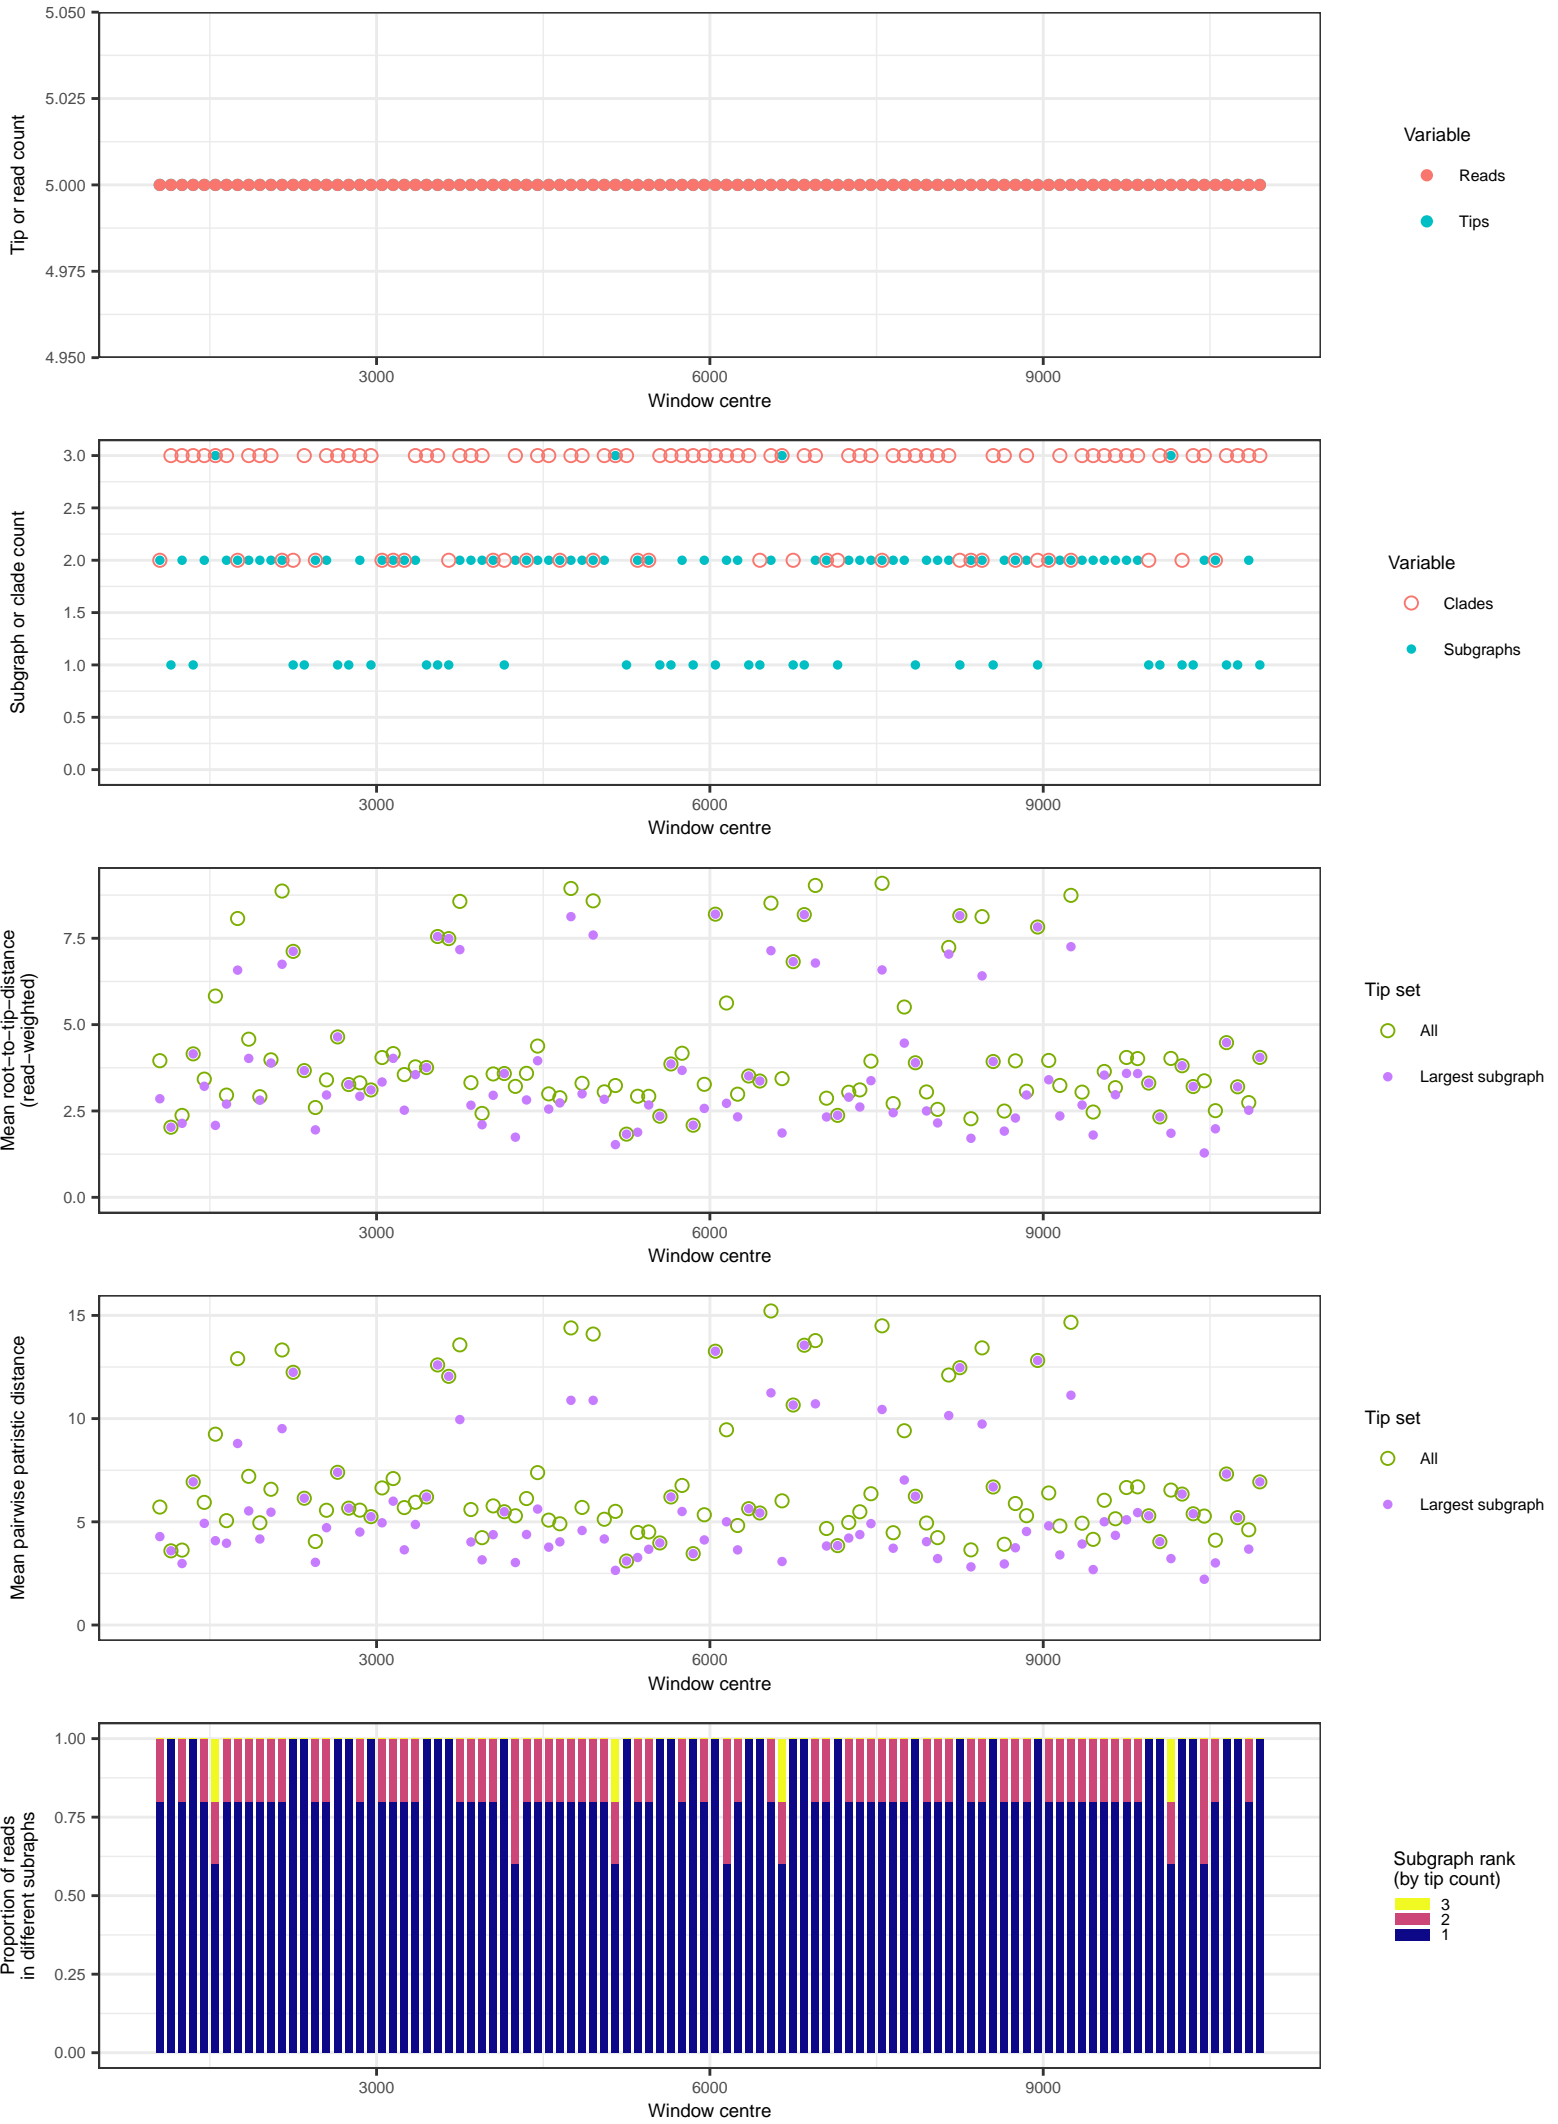 5.050
5.025
5.000
4.975
4.950
Tip or read count
3000
6000
9000
Window centre
Variable
Reads
Tips
3.0
2.5
2.0
1.5
1.0
0.5
0.0
Subgraph or clade count
3000
6000
9000
Window centre
Variable
Clades
Subgraphs
7.5
5.0
2.5
0.0
Mean root−to−tip−distance
(read−weighted)
3000
6000
9000
Window centre
Tip set
All
Largest subgraph
15
10
5
0
Mean pairwise patristic distance
3000
6000
9000
Window centre
Tip set
All
Largest subgraph
1.00
0.75
0.50
0.25
0.00
Proportion of reads
in different subraphs
3000
6000
9000
Window centre
Subgraph rank
(by tip count)
3
2
1